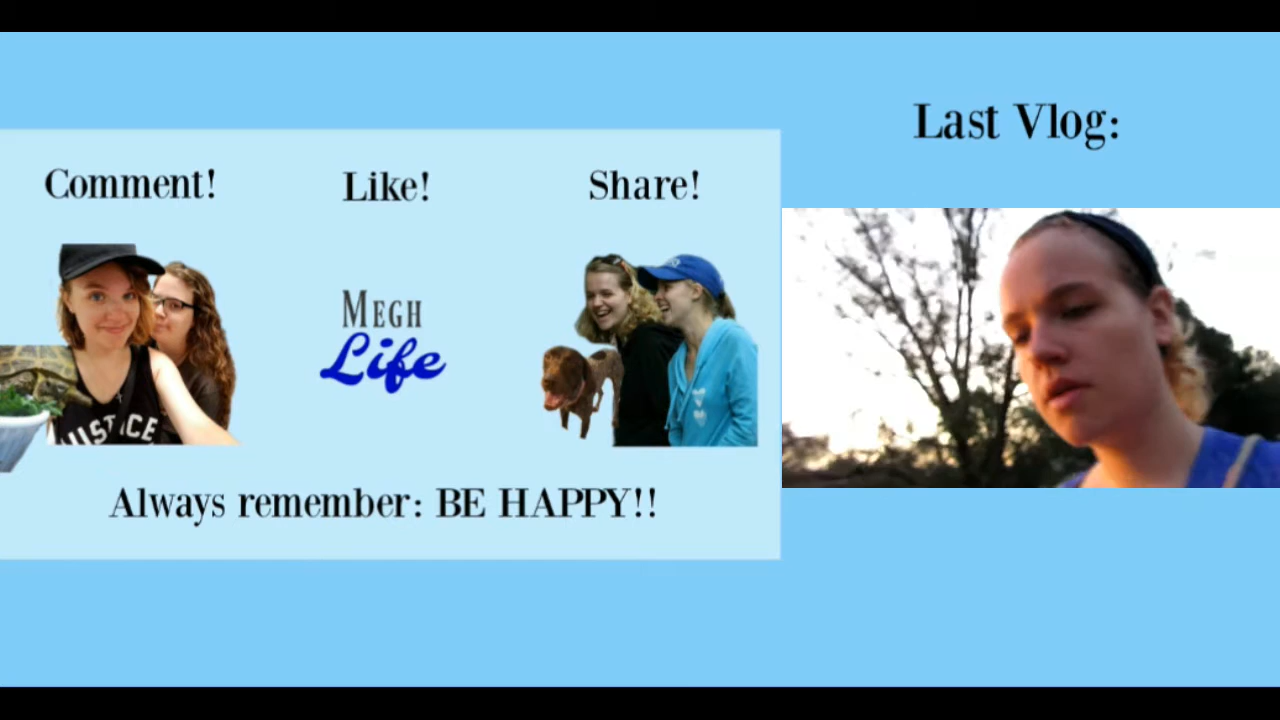 Last Vlog:
Comment!
Like!
Share!
MEGH
Life
Always remember: BE HAPPY!!